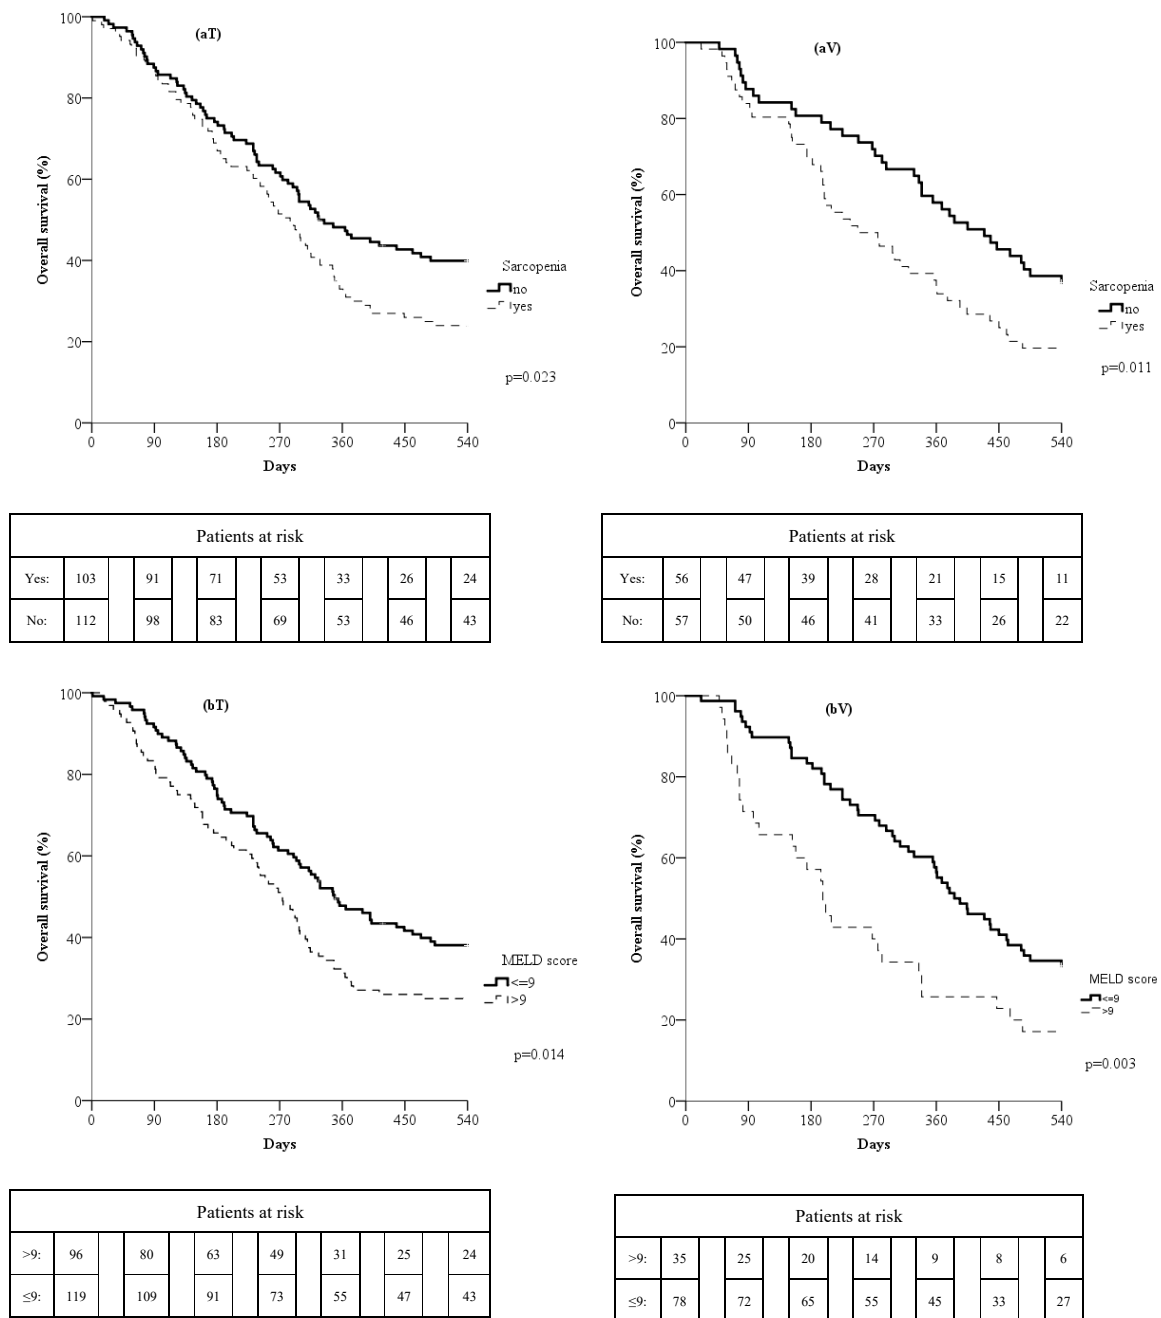 (aT)
100
80
60
40
20
0
Overall survival (%)
0 90 180 270 360 450 540
Days
Sarcopenia
no
yes
p=0.023
(aV)
100
80
60
40
20
0
Overall survival (%)
0 90 180 270 360 450 540
Days
Sarcopenia
no
yes
p=0.011
Patients at risk
Yes: 103 91 71 53 33 26 24
No: 112 98 83 69 53 46 43
Patients at risk
Yes: 56 47 39 28 21 15 11
No: 57 50 46 41 33 26 22
(bT)
100
80
60
40
20
0
Overall survival (%)
0 90 180 270 360 450 540
Days
MELD score
<=9
>9
p=0.014
(bV)
100
80
60
40
20
0
Overall survival (%)
0 90 180 270 360 450 540
Days
MELD score
<=9
>9
p=0.003
Patients at risk
>9: 96 80 63 49 31 25 24
≤9: 119 109 91 73 55 47 43
Patients at risk
>9: 35 25 20 14 9 8 6
≤9: 78 72 65 55 45 33 27